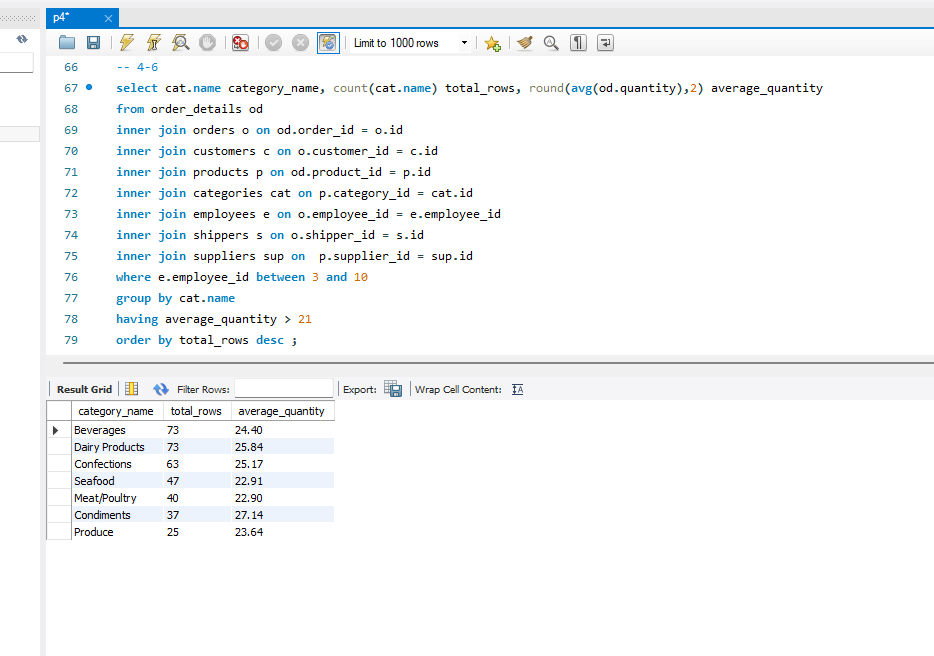 p4*
Limit to 1000 rows
66 -- 4-6
67 select cat.name category_name, count(cat.name) total_rows, round(avg(od.quantity),2) average_quantity
68 from order_details od
69 inner join orders o on od.order_id = o.id
70 inner join customers c on o.customer_id = c.id
71 inner join products p on od.product_id = p.id
72 inner join categories cat on p.category_id = cat.id
73 inner join employees e on o.employee_id = e.employee_id
74 inner join shippers s on o.shipper_id = s.id
75 inner join suppliers sup on  p.supplier_id = sup.id
76 where e.employee_id between 3 and 10
77 group by cat.name
78 having average_quantity > 21
79 order by total_rows desc ;
Result Grid Filter Rows: Export: Wrap Cell Content: IA
category_name total_rows average_quantity
Beverages 73 24.40
Dairy Products 73 25.84
Confections 63 25.17
Seafood 47 22.91
Meat/Poultry 40 22.90
Condiments 37 27.14
Produce 25 23.64